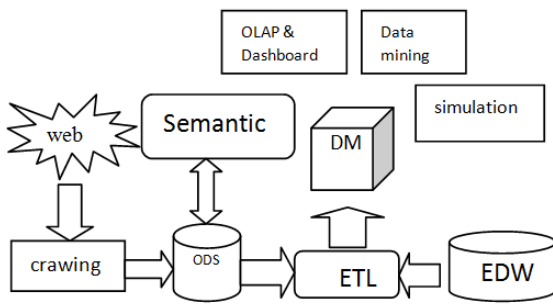 OLAP &
Dashboard
Data
mining
simulation
web
Semantic
DM
crawing
ODS
ETL
EDW